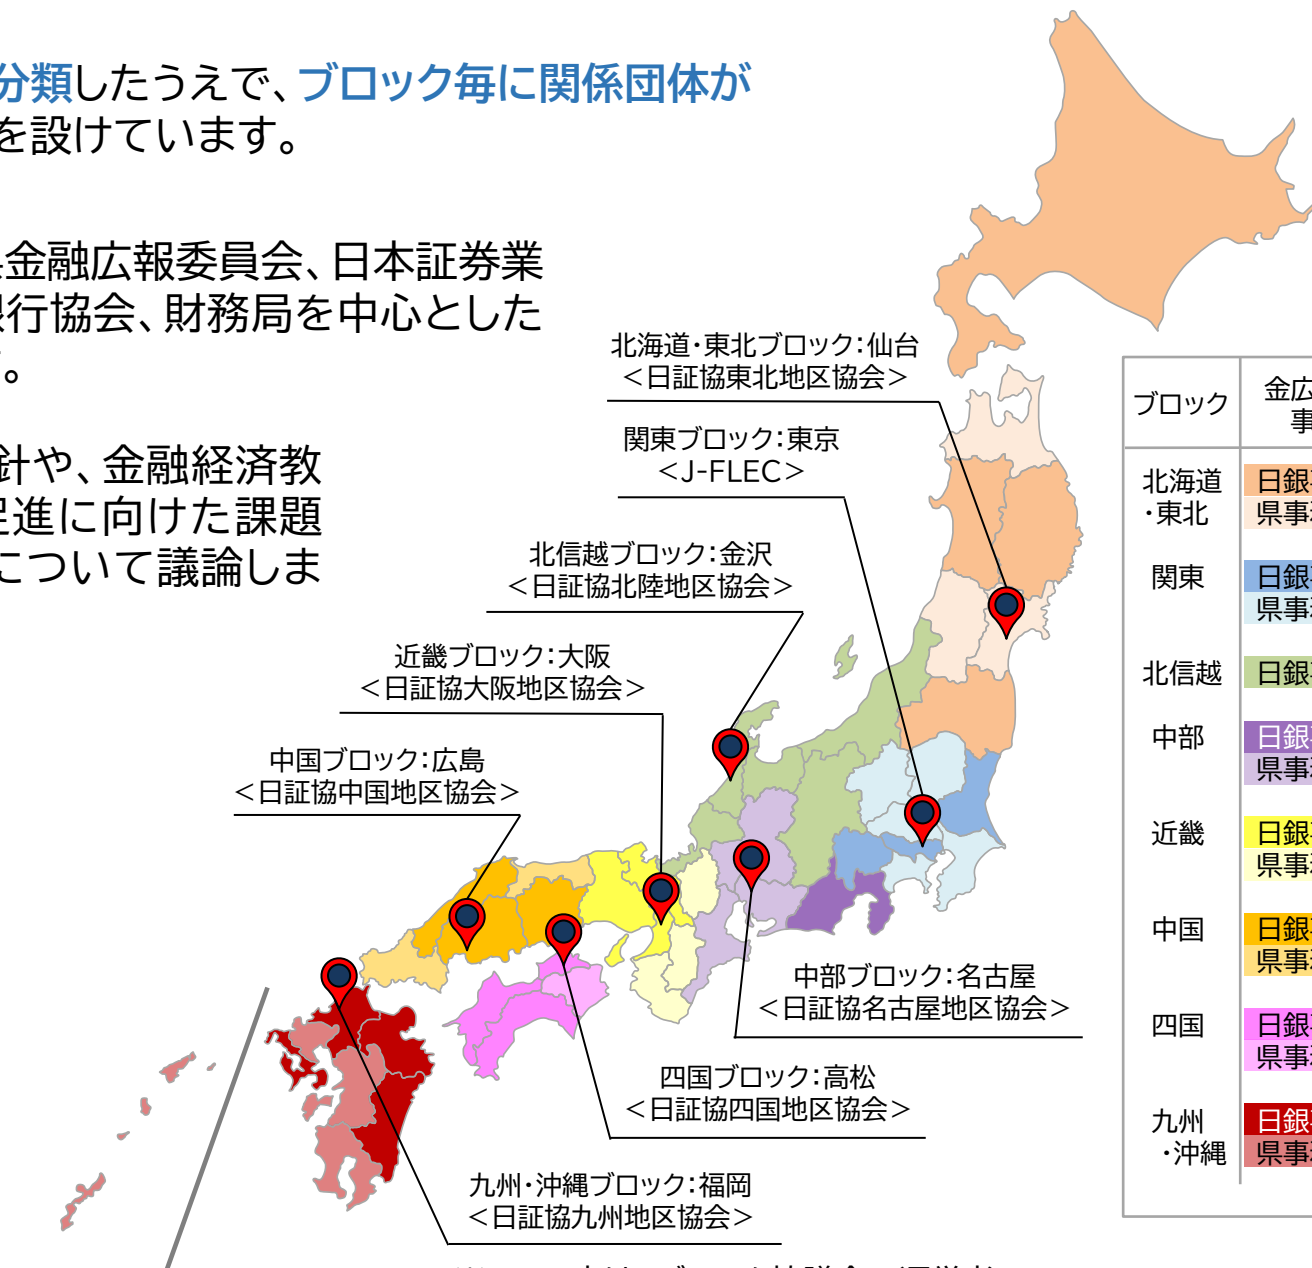 分類したうえで、ブロック毎に関係団体が
を設けています。
金融広報委員会、日本証券業
銀行協会、財務局を中心とした
。
針や、金融経済教
促進に向けた課題
について議論しま
北海道・東北ブロック：仙台
＜日証協東北地区協会＞
関東ブロック：東京
＜J-FLEC＞
北信越ブロック：金沢
＜日証協北陸地区協会＞
近畿ブロック：大阪
＜日証協大阪地区協会＞
中国ブロック：広島
＜日証協中国地区協会＞
中部ブロック：名古屋
＜日証協名古屋地区協会＞
四国ブロック：高松
＜日証協四国地区協会＞
九州・沖縄ブロック：福岡
＜日証協九州地区協会＞
ブロック
金広
事
北海道
・東北
日銀
県事
関東
日銀
県事
北信越
日銀
中部
日銀
県事
近畿
日銀
県事
中国
日銀
県事
四国
日銀
県事
九州
・沖縄
日銀
県事